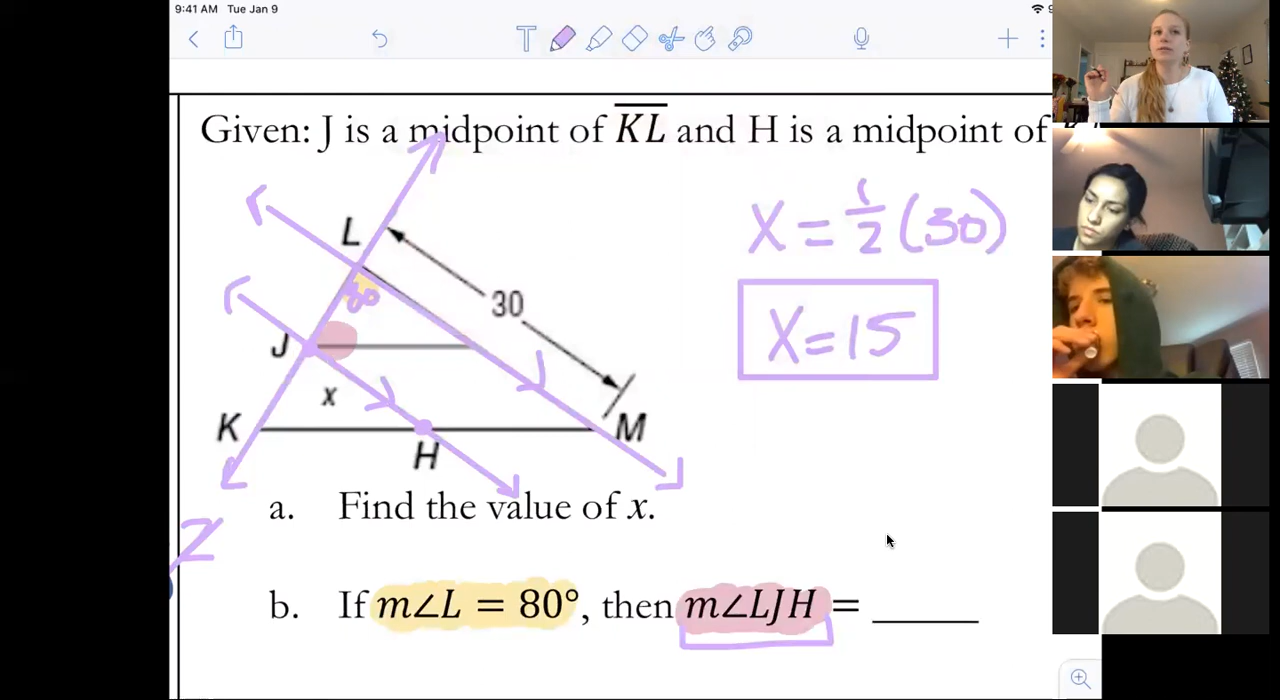 9:41 AM Tue Jan 9
T
Given: J is a midpoint of KL and H is a midpoint of
X = 1/2 (30)
L
80
30
X=15
J
x
K
M
H
a. Find the value of x.
Z
b. If m∠L = 80°, then m∠LJH = ______